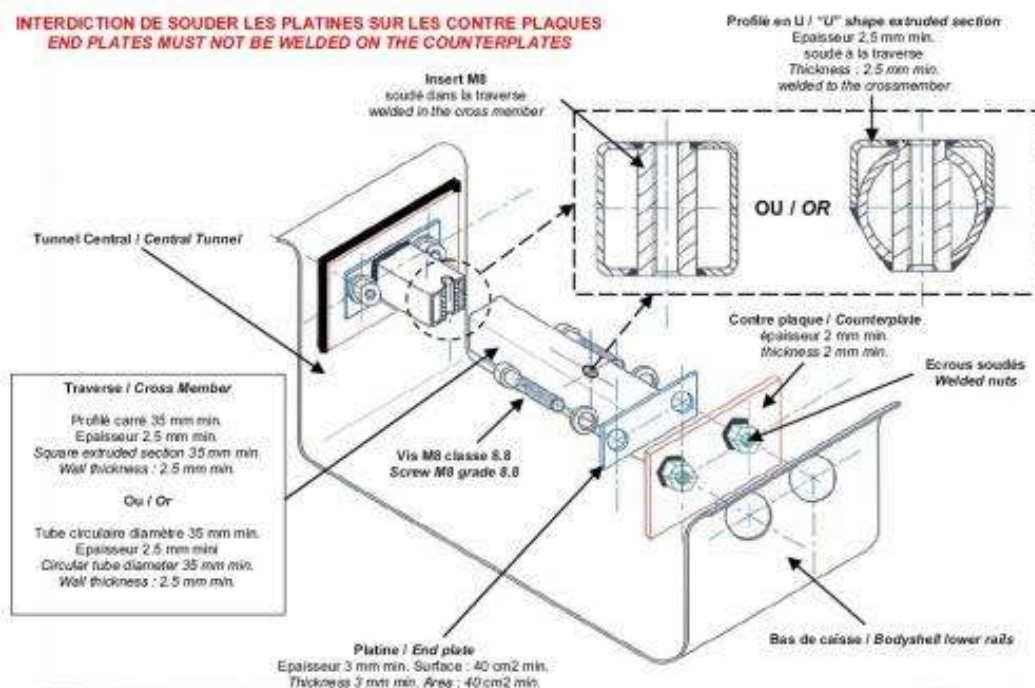 INTERDICTION DE SOUDER LES PLATINES SUR LES CONTRE PLAQUES
END PLATES MUST NOT BE WELDED ON THE COUNTERPLATES
Profilé en U / "U" shape extruded section
Epaisseur 2,5 mm min.
soudé à la traverse
Thickness : 2.5 mm min.
welded to the crossmember
Insert M8
soudé dans la traverse
welded in the cross member
OU / OR
Tunnel Central / Central Tunnel
Contre plaque / Counterplate
épaisseur 2 mm min.
thickness 2 mm min.
Ecrous soudés
Welded nuts
Traverse / Cross Member
Profilé carré 35 mm min.
Epaisseur 2,5 mm min.
Square extruded section 35 mm min.
Wall thickness : 2.5 mm min.
Ou / Or
Tube circulaire diamètre 35 mm min.
Epaisseur 2,5 mm mini
Circular tube diameter 35 mm min.
Wall thickness : 2.5 mm min.
Vis M8 classe 8.8
Screw M8 grade 8.8
Platine / End plate
Epaisseur 3 mm min. Surface : 40 cm2 min.
Thickness 3 mm min. Area : 40 cm2 min.
Bas de caisse / Bodyshell lower rails